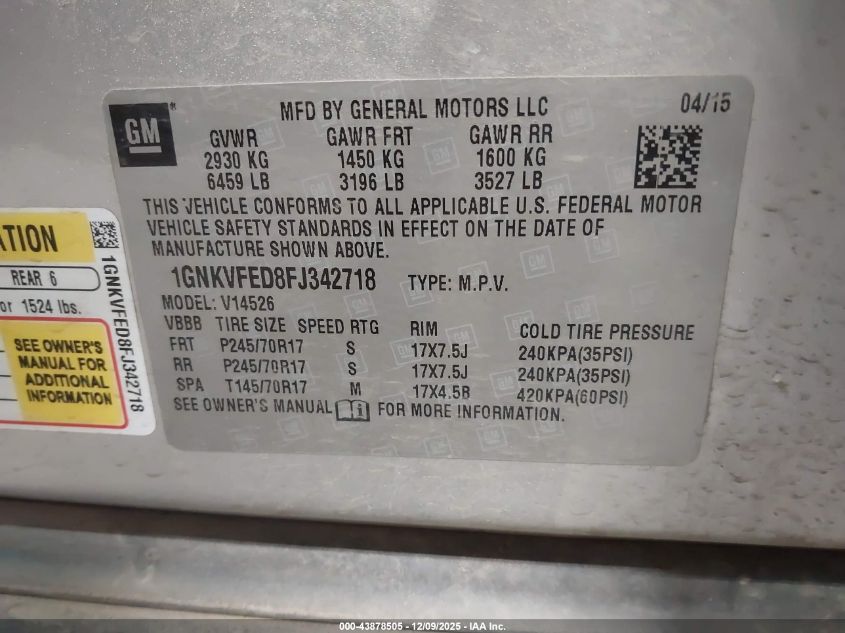 MFD BY GENERAL MOTORS LLC 04/15
GM ®
GVWR GAWR FRT GAWR RR
2930 KG 1450 KG 1600 KG
6459 LB 3196 LB 3527 LB
THIS VEHICLE CONFORMS TO ALL APPLICABLE U.S. FEDERAL MOTOR
VEHICLE SAFETY STANDARDS IN EFFECT ON THE DATE OF
MANUFACTURE SHOWN ABOVE.
1GNKVFED8FJ342718 TYPE: M.P.V.
MODEL: V14526
VBBB TIRE SIZE SPEED RTG RIM COLD TIRE PRESSURE
FRT P245/70R17 S 17X7.5J 240KPA(35PSI)
RR P245/70R17 S 17X7.5J 240KPA(35PSI)
SPA T145/70R17 M 17X4.5B 420KPA(60PSI)
SEE OWNER'S MANUAL FOR MORE INFORMATION.
ATION
REAR 6
or 1524 lbs.
SEE OWNER'S
MANUAL FOR
ADDITIONAL
INFORMATION
1GNKVFED8FJ342718
000-43878505 - 12/09/2025 - IAA Inc.